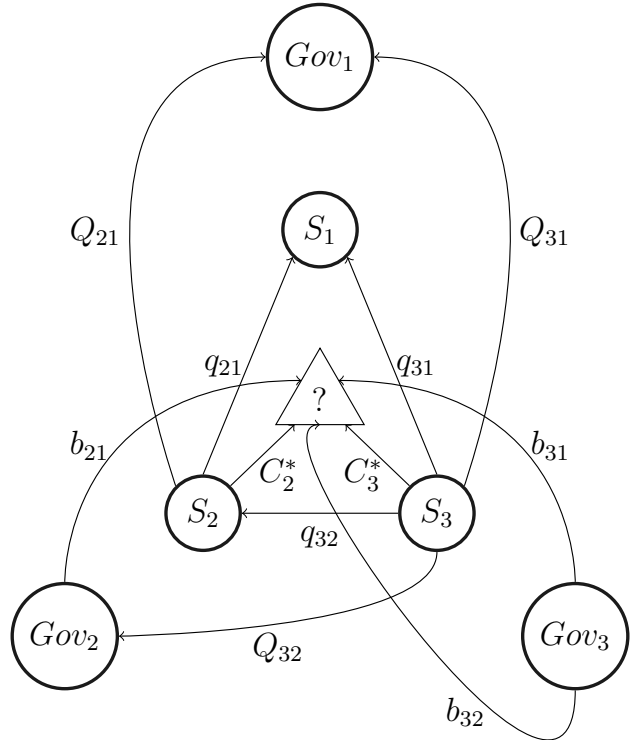 Gov₁
Q₂₁
S₁
Q₃₁
q₂₁
q₃₁
?
b₂₁
b₃₁
C₂*
C₃*
S₂
S₃
q₃₂
Gov₂
Gov₃
Q₃₂
b₃₂